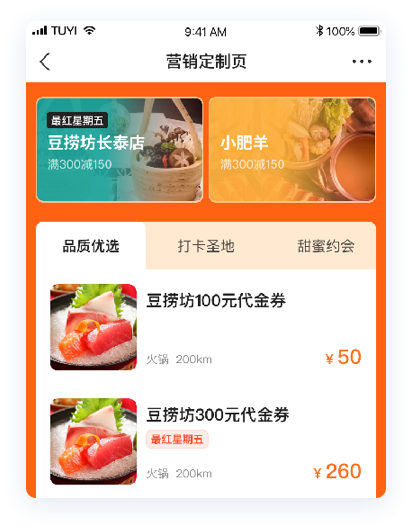 TUYI 9:41 AM 100%
营销定制页
最红星期五
豆捞坊长泰店
满300减150
小肥羊
满300减150
品质优选 打卡圣地 甜蜜约会
豆捞坊100元代金券
火锅 200km ¥50
豆捞坊300元代金券
最红星期五
火锅 200km ¥260